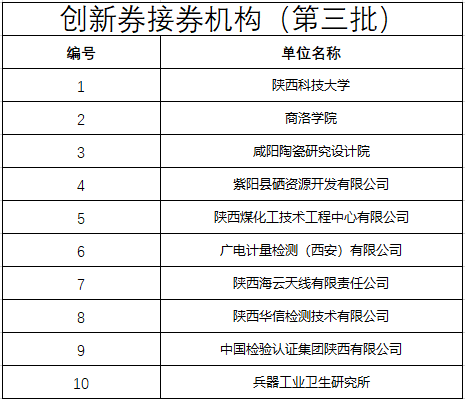 创新券接券机构（第三批）
编号 单位名称
1 陕西科技大学
2 商洛学院
3 咸阳陶瓷研究设计院
4 紫阳县硒资源开发有限公司
5 陕西煤化工技术工程中心有限公司
6 广电计量检测（西安）有限公司
7 陕西海云天线有限责任公司
8 陕西华信检测技术有限公司
9 中国检验认证集团陕西有限公司
10 兵器工业卫生研究所